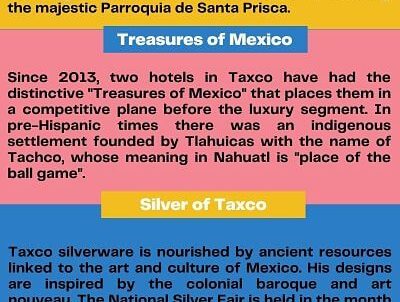 the majestic Parroquia de Santa Prisca.
Treasures of Mexico
Since 2013, two hotels in Taxco have had the
distinctive "Treasures of Mexico" that places them in
a competitive plane before the luxury segment. In
pre-Hispanic times there was an indigenous
settlement founded by Tlahuicas with the name of
Tachco, whose meaning in Nahuatl is "place of the
ball game".
Silver of Taxco
Taxco silverware is nourished by ancient resources
linked to the art and culture of Mexico. His designs
are inspired by the colonial baroque and art
nouveau. The National Silver Fair is held in the month